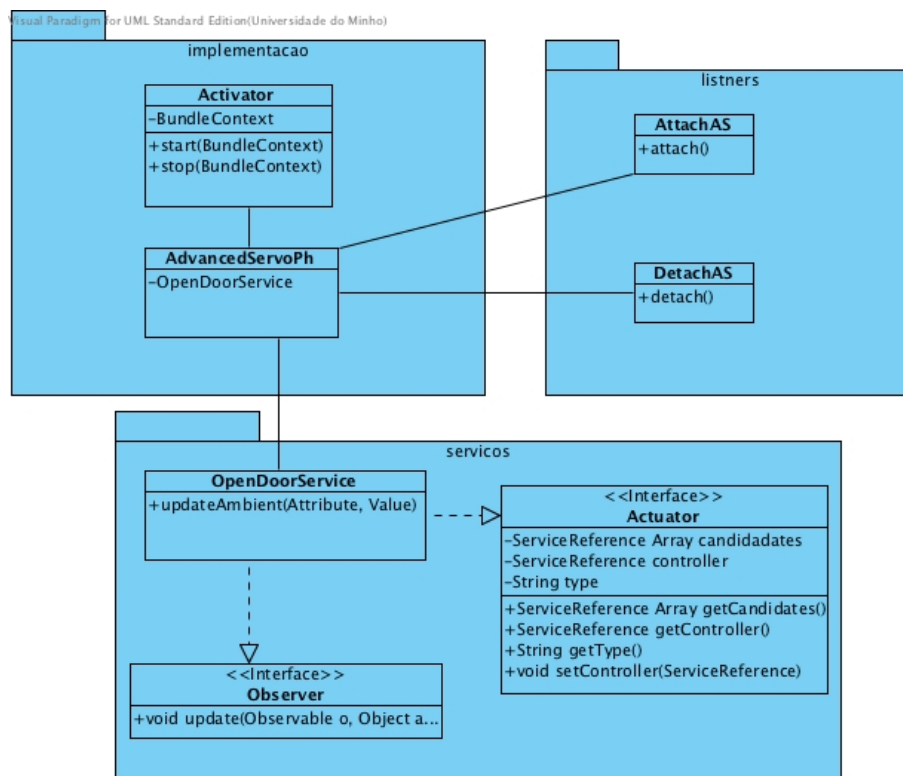 Visual Paradigm for UML Standard Edition(Universidade do Minho)
implementacao
Activator
-BundleContext
+start(BundleContext)
+stop(BundleContext)
AdvancedServoPh
-OpenDoorService
listners
AttachAS
+attach()
DetachAS
+detach()
servicos
OpenDoorService
+updateAmbient(Attribute, Value)
<<Interface>>
Actuator
-ServiceReference Array candidadates
-ServiceReference controller
-String type
+ServiceReference Array getCandidates()
+ServiceReference getController()
+String getType()
+void setController(ServiceReference)
<<Interface>>
Observer
+void update(Observable o, Object a...